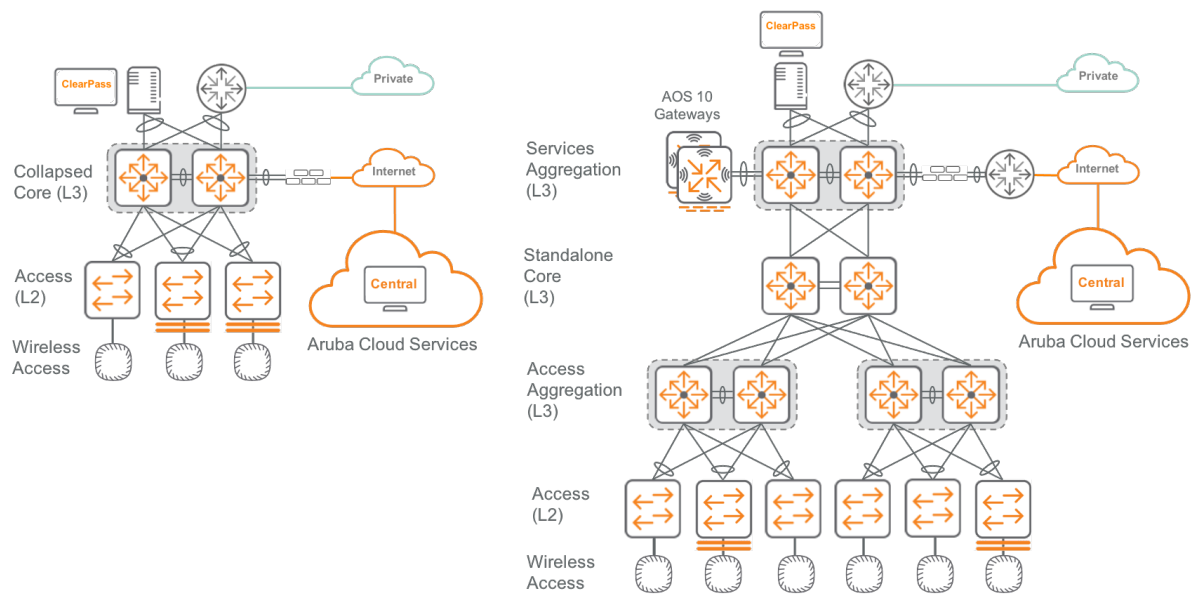 ClearPass
Private
Collapsed
Core (L3)
Internet
Access
(L2)
Central
Wireless
Access
Aruba Cloud Services
ClearPass
Private
AOS 10
Gateways
Services
Aggregation
(L3)
Internet
Standalone
Core
(L3)
Central
Aruba Cloud Services
Access
Aggregation
(L3)
Access
(L2)
Wireless
Access